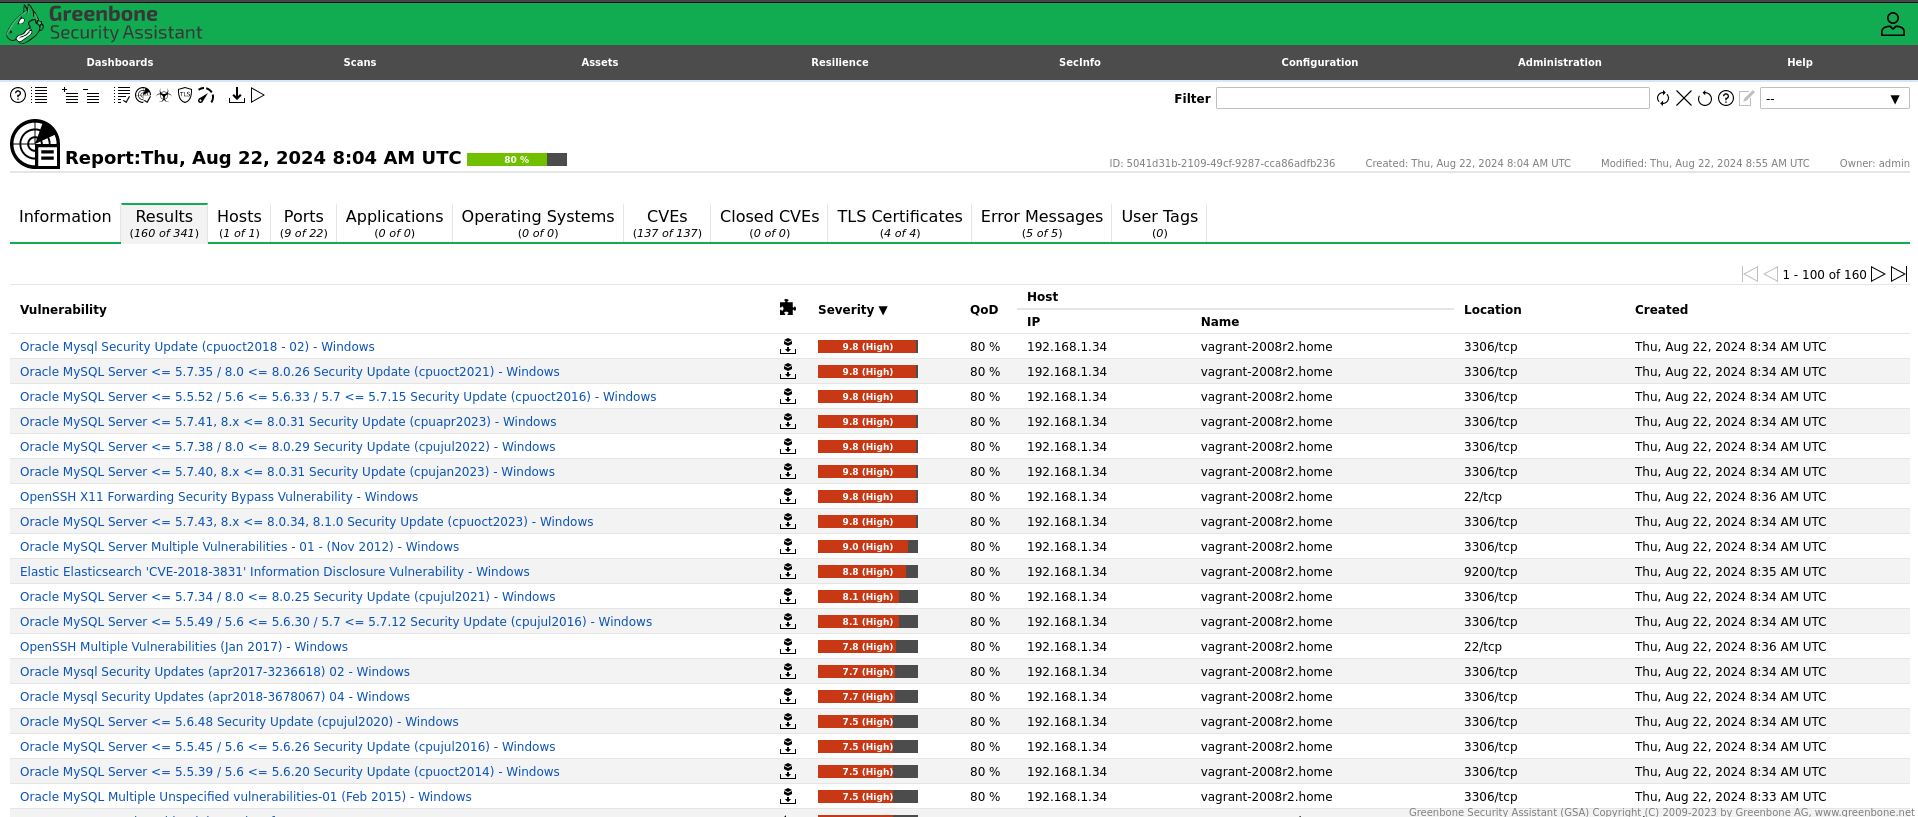 Greenbone
Security Assistant
Dashboards Scans Assets Resilience SecInfo Configuration Administration Help
Filter --
Report:Thu, Aug 22, 2024 8:04 AM UTC 80 % ID: 5041d31b-2109-49cf-9287-cca86adfb236 Created: Thu, Aug 22, 2024 8:04 AM UTC Modified: Thu, Aug 22, 2024 8:55 AM UTC Owner: admin
Information Results Hosts Ports Applications Operating Systems CVEs Closed CVEs TLS Certificates Error Messages User Tags
(160 of 341) (1 of 1) (9 of 22) (0 of 0) (0 of 0) (137 of 137) (0 of 0) (4 of 4) (5 of 5) (0)
1 - 100 of 160
Host
Vulnerability Severity ▼ QoD Location Created
IP Name
Oracle Mysql Security Update (cpuoct2018 - 02) - Windows 9.8 (High) 80 % 192.168.1.34 vagrant-2008r2.home 3306/tcp Thu, Aug 22, 2024 8:34 AM UTC
Oracle MySQL Server <= 5.7.35 / 8.0 <= 8.0.26 Security Update (cpuoct2021) - Windows 9.8 (High) 80 % 192.168.1.34 vagrant-2008r2.home 3306/tcp Thu, Aug 22, 2024 8:34 AM UTC
Oracle MySQL Server <= 5.5.52 / 5.6 <= 5.6.33 / 5.7 <= 5.7.15 Security Update (cpuoct2016) - Windows 9.8 (High) 80 % 192.168.1.34 vagrant-2008r2.home 3306/tcp Thu, Aug 22, 2024 8:34 AM UTC
Oracle MySQL Server <= 5.7.41, 8.x <= 8.0.31 Security Update (cpuapr2023) - Windows 9.8 (High) 80 % 192.168.1.34 vagrant-2008r2.home 3306/tcp Thu, Aug 22, 2024 8:34 AM UTC
Oracle MySQL Server <= 5.7.38 / 8.0 <= 8.0.29 Security Update (cpujul2022) - Windows 9.8 (High) 80 % 192.168.1.34 vagrant-2008r2.home 3306/tcp Thu, Aug 22, 2024 8:34 AM UTC
Oracle MySQL Server <= 5.7.40, 8.x <= 8.0.31 Security Update (cpujan2023) - Windows 9.8 (High) 80 % 192.168.1.34 vagrant-2008r2.home 3306/tcp Thu, Aug 22, 2024 8:34 AM UTC
OpenSSH X11 Forwarding Security Bypass Vulnerability - Windows 9.8 (High) 80 % 192.168.1.34 vagrant-2008r2.home 22/tcp Thu, Aug 22, 2024 8:36 AM UTC
Oracle MySQL Server <= 5.7.43, 8.x <= 8.0.34, 8.1.0 Security Update (cpuoct2023) - Windows 9.8 (High) 80 % 192.168.1.34 vagrant-2008r2.home 3306/tcp Thu, Aug 22, 2024 8:34 AM UTC
Oracle MySQL Server Multiple Vulnerabilities - 01 - (Nov 2012) - Windows 9.0 (High) 80 % 192.168.1.34 vagrant-2008r2.home 3306/tcp Thu, Aug 22, 2024 8:34 AM UTC
Elastic Elasticsearch 'CVE-2018-3831' Information Disclosure Vulnerability - Windows 8.8 (High) 80 % 192.168.1.34 vagrant-2008r2.home 9200/tcp Thu, Aug 22, 2024 8:35 AM UTC
Oracle MySQL Server <= 5.7.34 / 8.0 <= 8.0.25 Security Update (cpujul2021) - Windows 8.1 (High) 80 % 192.168.1.34 vagrant-2008r2.home 3306/tcp Thu, Aug 22, 2024 8:34 AM UTC
Oracle MySQL Server <= 5.5.49 / 5.6 <= 5.6.30 / 5.7 <= 5.7.12 Security Update (cpujul2016) - Windows 8.1 (High) 80 % 192.168.1.34 vagrant-2008r2.home 3306/tcp Thu, Aug 22, 2024 8:34 AM UTC
OpenSSH Multiple Vulnerabilities (Jan 2017) - Windows 7.8 (High) 80 % 192.168.1.34 vagrant-2008r2.home 22/tcp Thu, Aug 22, 2024 8:36 AM UTC
Oracle Mysql Security Updates (apr2017-3236618) 02 - Windows 7.7 (High) 80 % 192.168.1.34 vagrant-2008r2.home 3306/tcp Thu, Aug 22, 2024 8:34 AM UTC
Oracle Mysql Security Updates (apr2018-3678067) 04 - Windows 7.7 (High) 80 % 192.168.1.34 vagrant-2008r2.home 3306/tcp Thu, Aug 22, 2024 8:34 AM UTC
Oracle MySQL Server <= 5.6.48 Security Update (cpujul2020) - Windows 7.5 (High) 80 % 192.168.1.34 vagrant-2008r2.home 3306/tcp Thu, Aug 22, 2024 8:34 AM UTC
Oracle MySQL Server <= 5.5.45 / 5.6 <= 5.6.26 Security Update (cpujul2016) - Windows 7.5 (High) 80 % 192.168.1.34 vagrant-2008r2.home 3306/tcp Thu, Aug 22, 2024 8:34 AM UTC
Oracle MySQL Server <= 5.5.39 / 5.6 <= 5.6.20 Security Update (cpuoct2014) - Windows 7.5 (High) 80 % 192.168.1.34 vagrant-2008r2.home 3306/tcp Thu, Aug 22, 2024 8:34 AM UTC
Oracle MySQL Multiple Unspecified vulnerabilities-01 (Feb 2015) - Windows 7.5 (High) 80 % 192.168.1.34 vagrant-2008r2.home 3306/tcp Thu, Aug 22, 2024 8:33 AM UTC
Greenbone Security Assistant (GSA) Copyright (C) 2009-2023 by Greenbone AG, www.greenbone.net